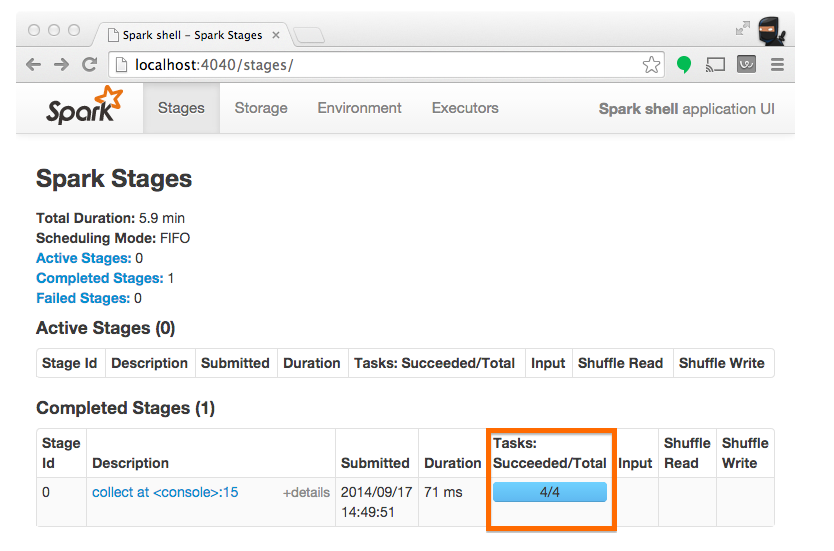 Spark shell – Spark Stages
localhost:4040/stages/
Spark Stages Storage Environment Executors Spark shell application UI
Spark Stages
Total Duration: 5.9 min
Scheduling Mode: FIFO
Active Stages: 0
Completed Stages: 1
Failed Stages: 0
Active Stages (0)
Stage Id Description Submitted Duration Tasks: Succeeded/Total Input Shuffle Read Shuffle Write
Completed Stages (1)
Stage Tasks: Shuffle Shuffle
Id Description Submitted Duration Succeeded/Total Input Read Write
0 collect at <console>:15 +details 2014/09/17 71 ms 4/4
14:49:51